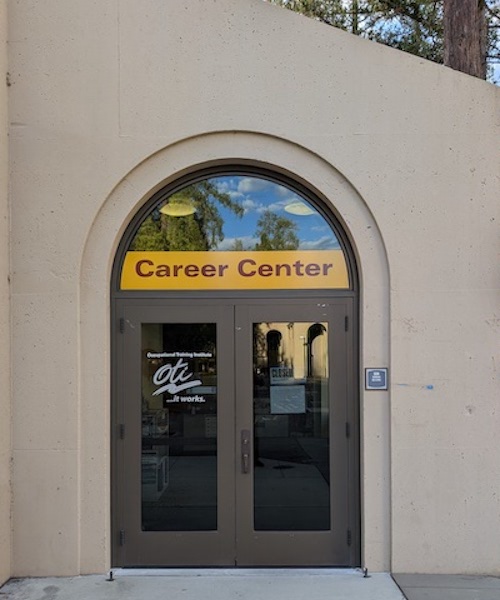 Career Center
Occupational Training Institute
oti
...it works.
CLOSED